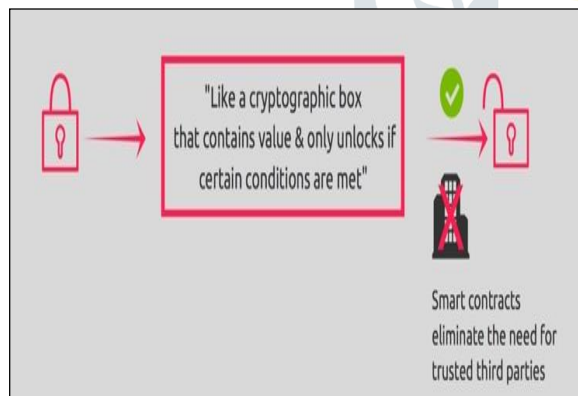 "Like a cryptographic box
that contains value & only unlocks if
certain conditions are met"
Smart contracts
eliminate the need for
trusted third parties